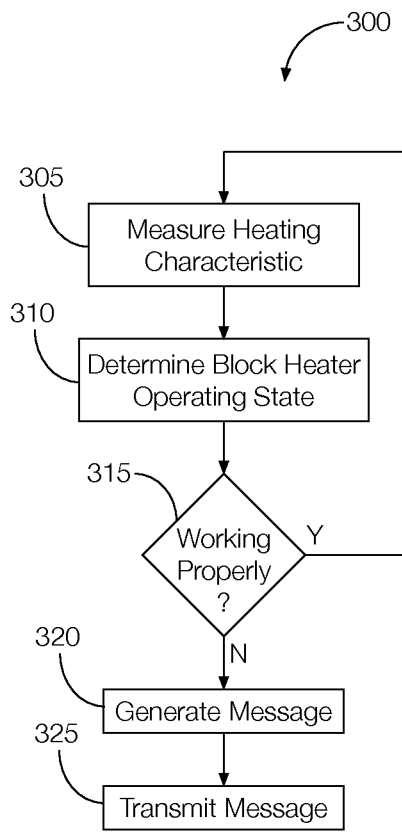 300
305
Measure Heating
Characteristic
310
Determine Block Heater
Operating State
315
Working
Properly
?
Y
N
320
Generate Message
325
Transmit Message